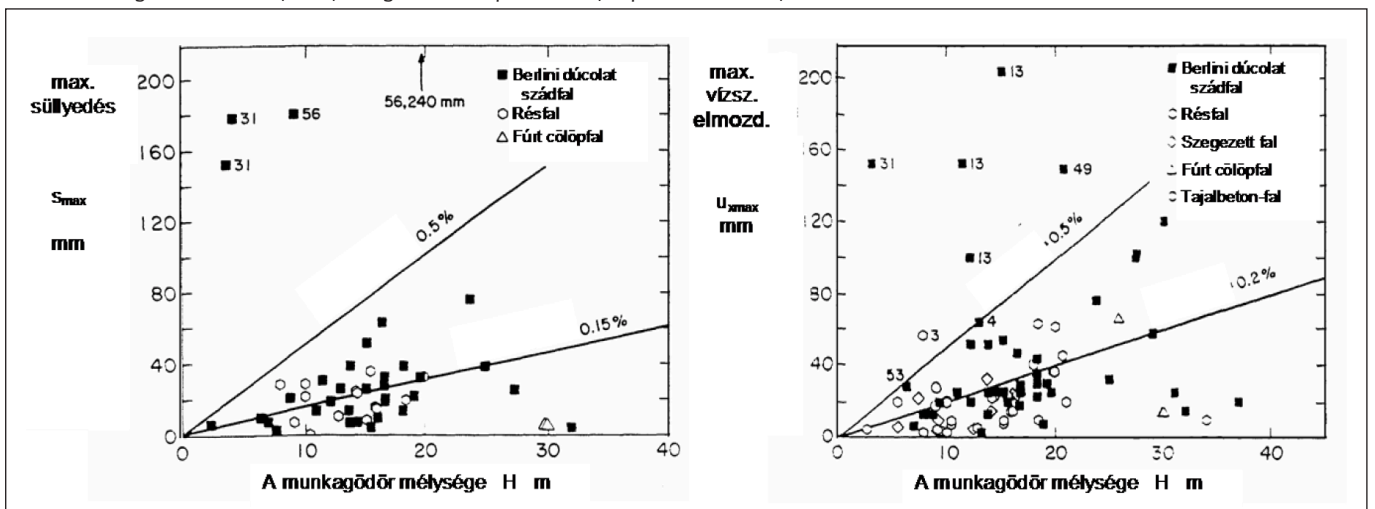 max.
süllyedés
s_max
mm
200
160
120
80
40
0
0
10
20
30
40
56,240 mm
31
56
31
0.5%
0.15%
Berlini dúcolat
szádfal
Résfal
Fúrt cölöpfal
A munkagödör mélysége H m
max.
vízsz.
elmozd.
u_xmax
mm
200
160
120
80
40
0
0
10
20
30
40
13
31
13
49
13
4
3
53
0.5%
0.2%
Berlini dúcolat
szádfal
Résfal
Szegezett fal
Fúrt cölöpfal
Tajalbeton-fal
A munkagödör mélysége H m